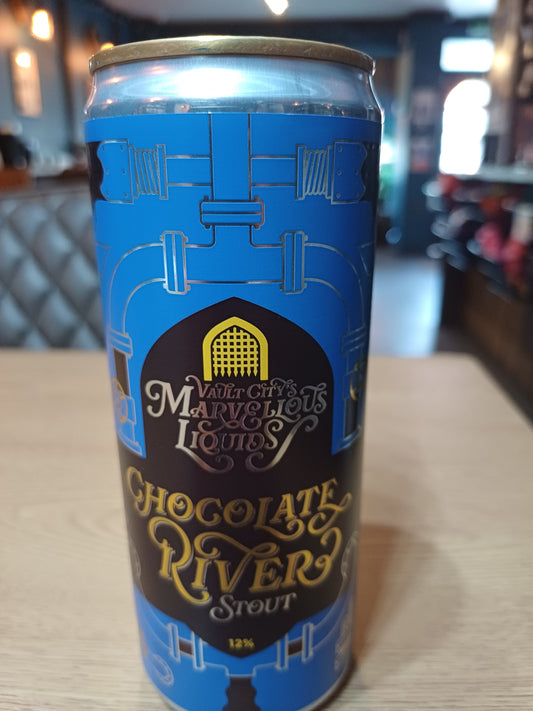 Vault City's
Marvellous
Liquids
Chocolate
River
Stout
12%